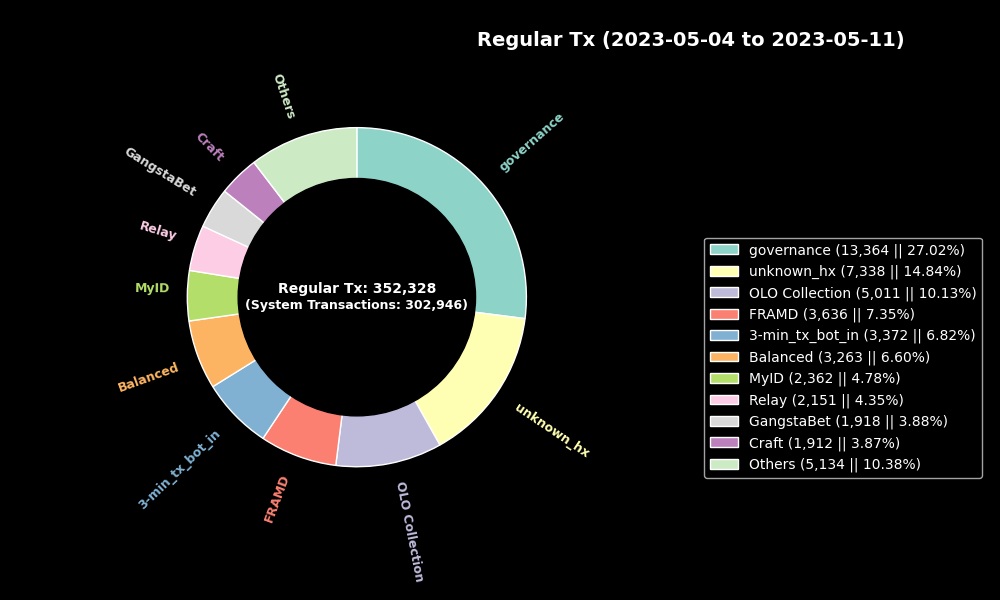 Regular Tx (2023-05-04 to 2023-05-11)
Others
governance
Craft
GangstaBet
Relay
MyID
Balanced
3-min_tx_bot_in
FRAMD
OLO Collection
unknown_hx
Regular Tx: 352,328
(System Transactions: 302,946)
governance (13,364 || 27.02%)
unknown_hx (7,338 || 14.84%)
OLO Collection (5,011 || 10.13%)
FRAMD (3,636 || 7.35%)
3-min_tx_bot_in (3,372 || 6.82%)
Balanced (3,263 || 6.60%)
MyID (2,362 || 4.78%)
Relay (2,151 || 4.35%)
GangstaBet (1,918 || 3.88%)
Craft (1,912 || 3.87%)
Others (5,134 || 10.38%)